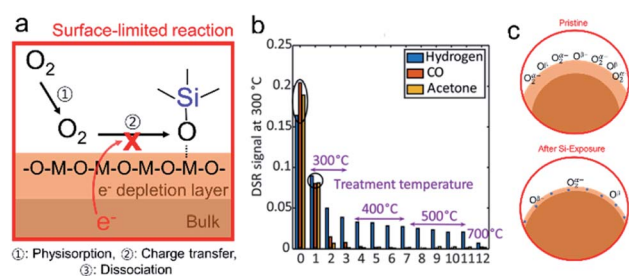 a
Surface-limited reaction
O₂
①
O₂
②
X
Si
O
-O-M-O-M-O-M-O-M-O-
e⁻ depletion layer
e⁻
Bulk
①: Physisorption, ②: Charge transfer,
③: Dissociation
b
DSR signal at 300 °C
0.25
0.2
0.15
0.1
0.05
0
Hydrogen
CO
Acetone
300°C
Treatment temperature
400°C
500°C
700°C
0 1 2 3 4 5 6 7 8 9 10 11 12
c
Pristine
After Si-Exposure